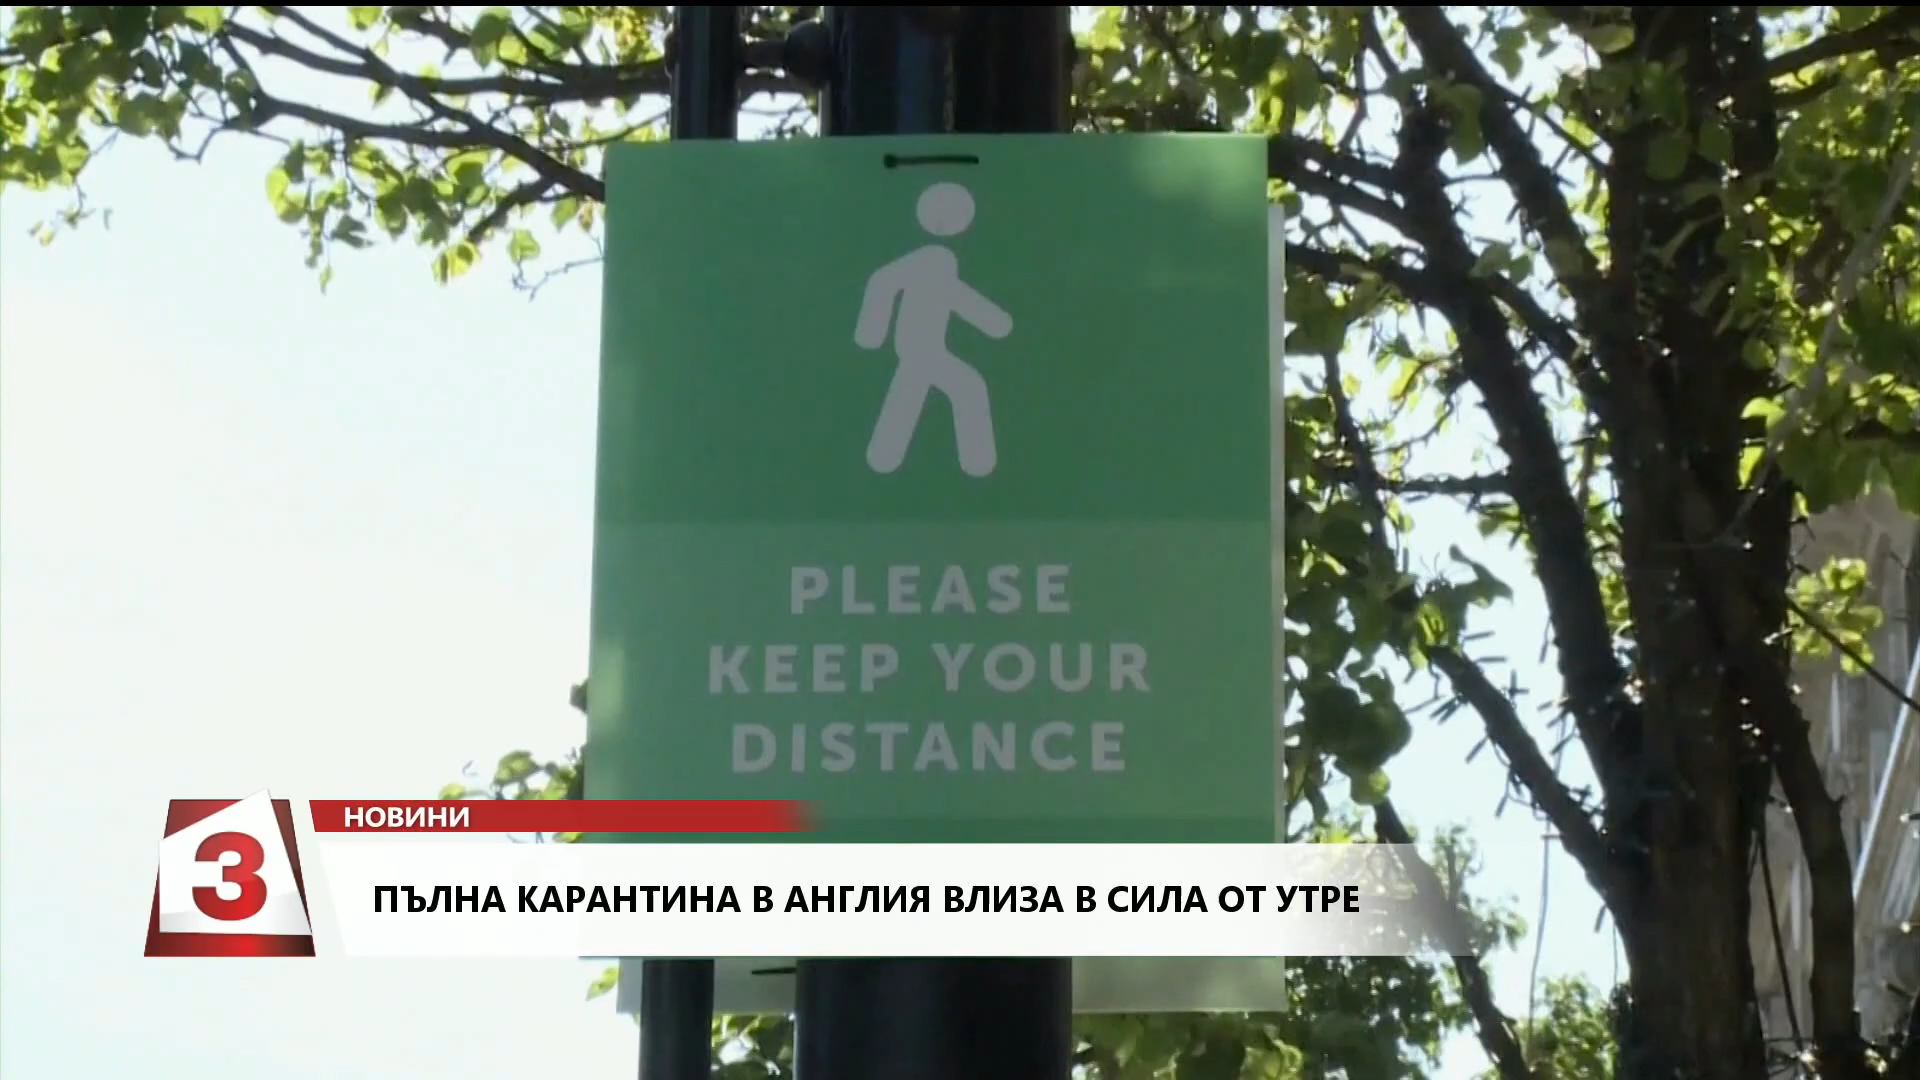 PLEASE
KEEP YOUR
DISTANCE
3
НОВИНИ
ПЪЛНА КАРАНТИНА В АНГЛИЯ ВЛИЗА В СИЛА ОТ УТРЕ